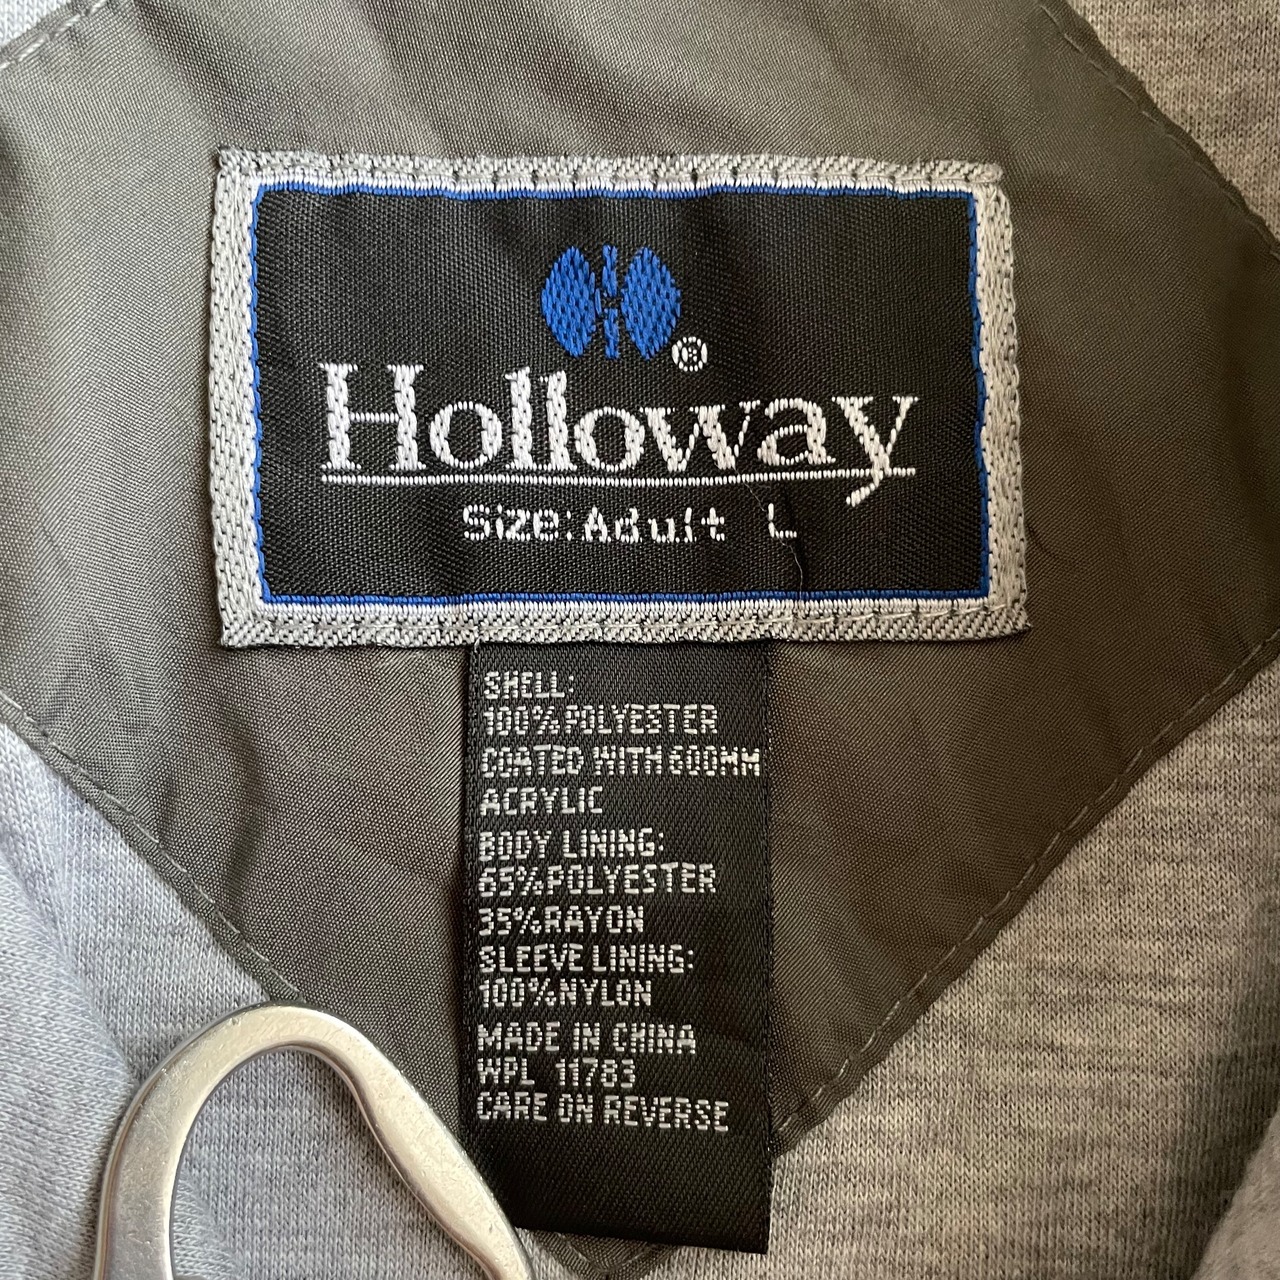 ®
Holloway
Size: Adult L
SHELL:
100% POLYESTER
COATED WITH 600MM
ACRYLIC
BODY LINING:
65% POLYESTER
35% RAYON
SLEEVE LINING:
100% NYLON
MADE IN CHINA
WPL 11783
CARE ON REVERSE